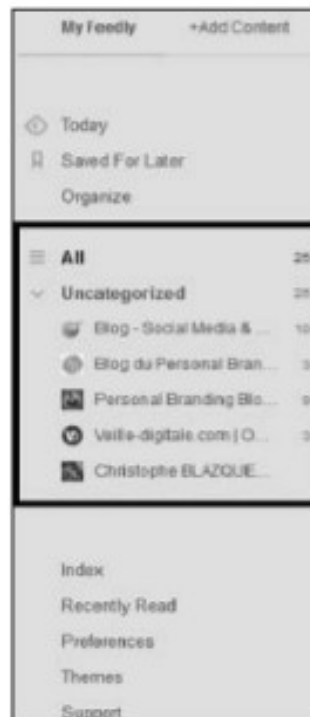 My Feedly +Add Content
Today
Saved For Later
Organize
All
Uncategorized
Blog - Social Media & ...
Blog du Personal Bran...
Personal Branding Blo...
Veille-digitale.com | O...
Christophe BLAZQUE...
Index
Recently Read
Preferences
Themes
Support